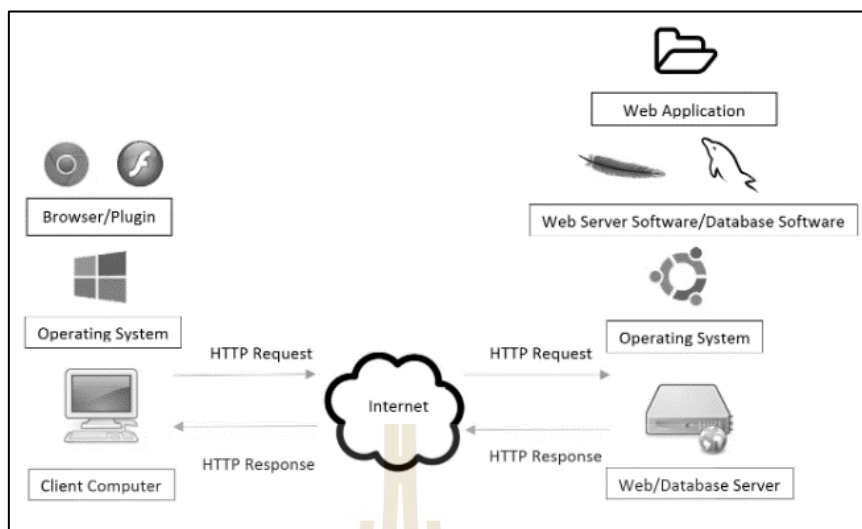 Web Application
Browser/Plugin
Web Server Software/Database Software
Operating System
Operating System
HTTP Request
HTTP Request
Internet
HTTP Response
HTTP Response
Client Computer
Web/Database Server